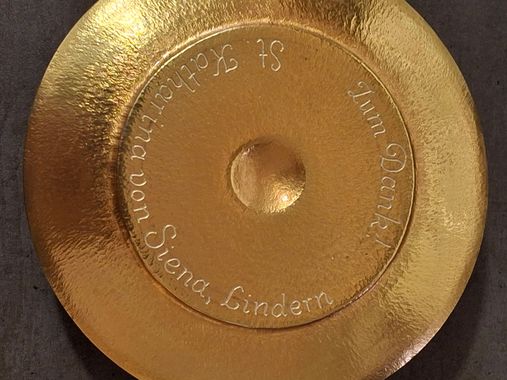 Zum Dank!
St. Katharina von Siena, Lindern